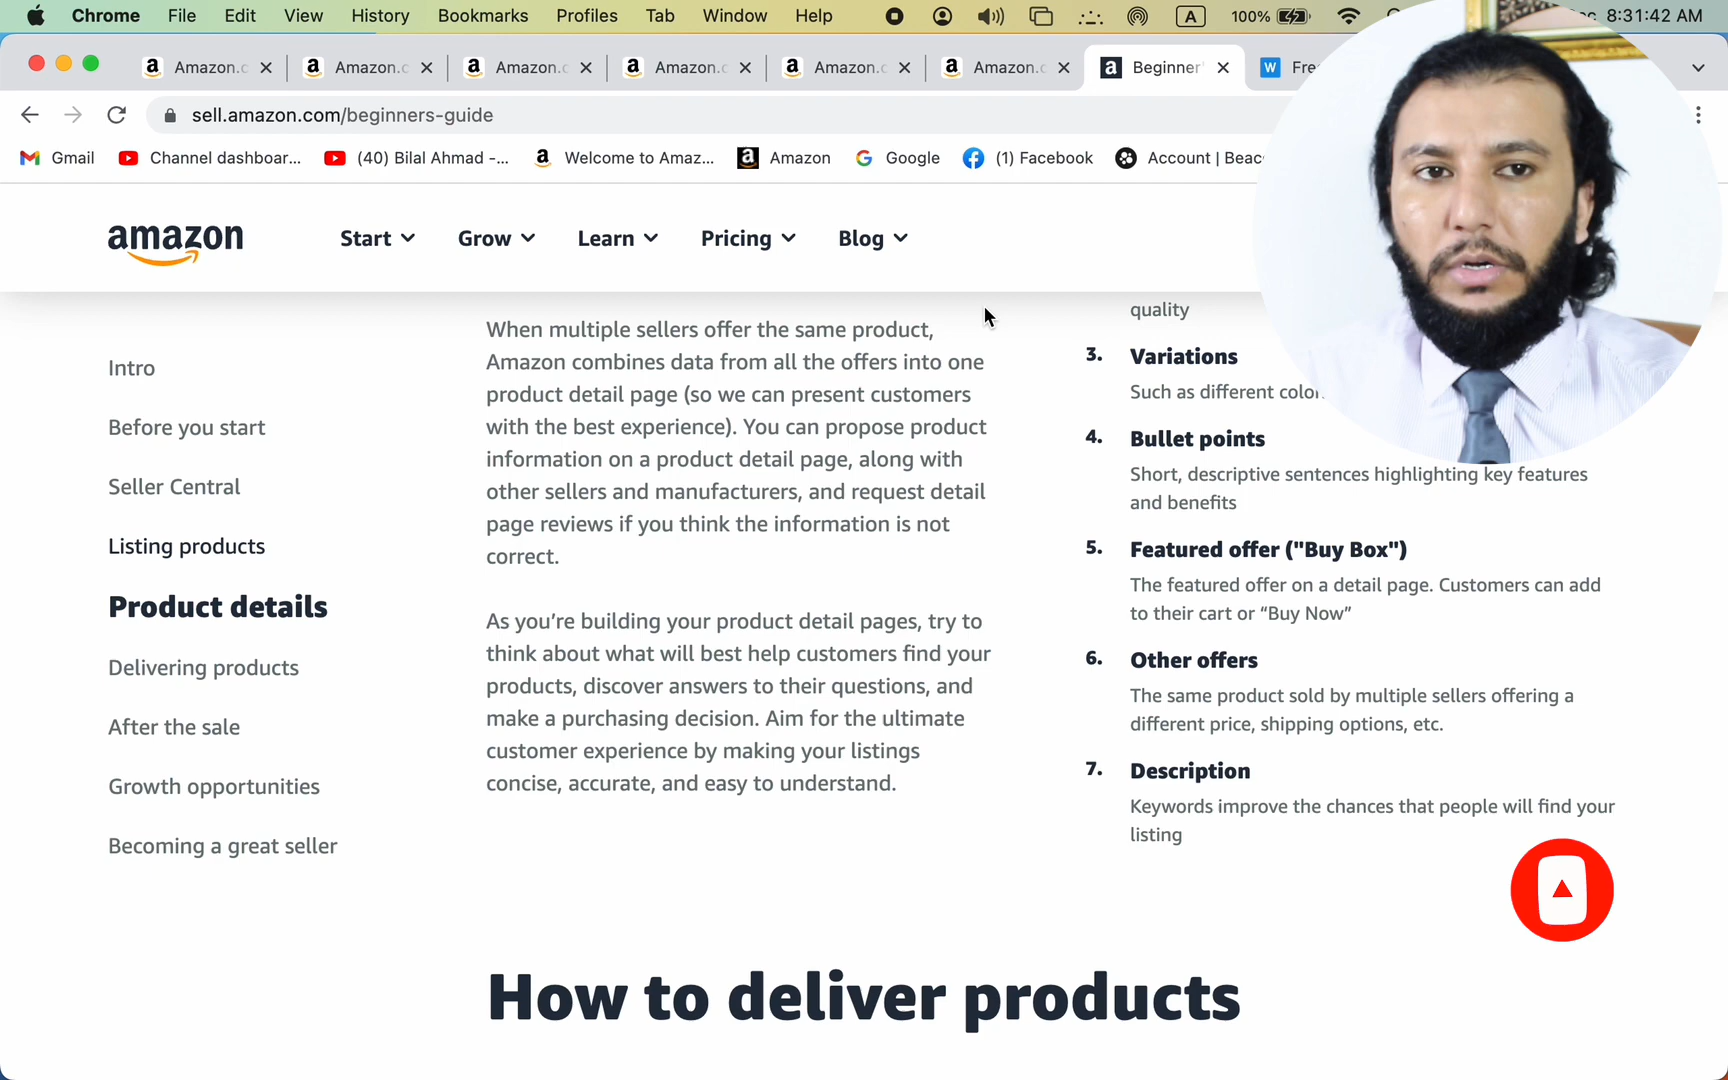 Chrome File Edit View History Bookmarks Profiles Tab Window Help A 100% 8:31:42 AM
Amazon.c Amazon.c Amazon.c Amazon.c Amazon.c Amazon.c Beginner' W Fre
sell.amazon.com/beginners-guide
Gmail Channel dashboar... (40) Bilal Ahmad -... Welcome to Amaz... Amazon Google (1) Facebook Account | Beac
amazon Start Grow Learn Pricing Blog
Intro
Before you start
Seller Central
Listing products
Product details
Delivering products
After the sale
Growth opportunities
Becoming a great seller
When multiple sellers offer the same product,
Amazon combines data from all the offers into one
product detail page (so we can present customers
with the best experience). You can propose product
information on a product detail page, along with
other sellers and manufacturers, and request detail
page reviews if you think the information is not
correct.
As you’re building your product detail pages, try to
think about what will best help customers find your
products, discover answers to their questions, and
make a purchasing decision. Aim for the ultimate
customer experience by making your listings
concise, accurate, and easy to understand.
quality
3. Variations
Such as different color
4. Bullet points
Short, descriptive sentences highlighting key features
and benefits
5. Featured offer ("Buy Box")
The featured offer on a detail page. Customers can add
to their cart or “Buy Now”
6. Other offers
The same product sold by multiple sellers offering a
different price, shipping options, etc.
7. Description
Keywords improve the chances that people will find your
listing
How to deliver products